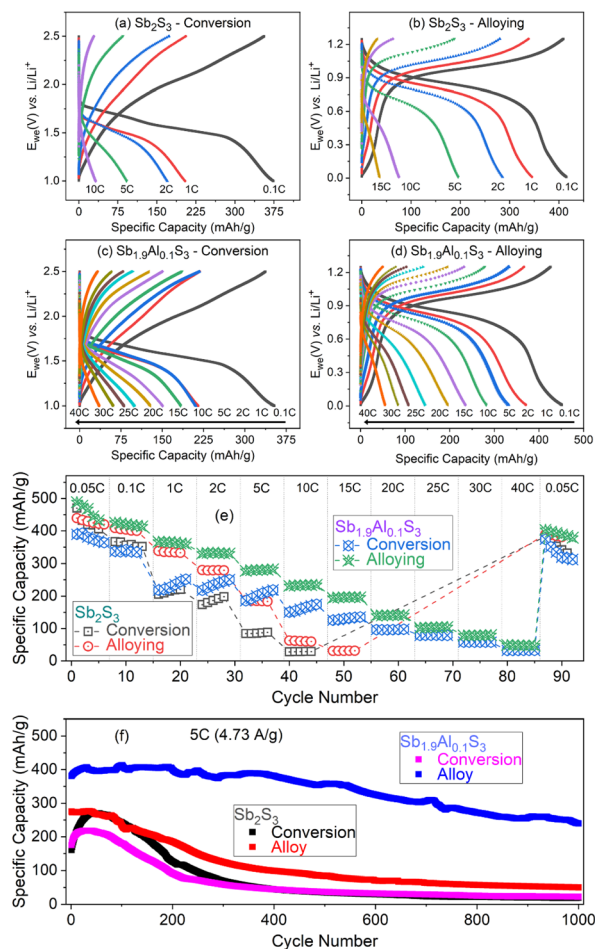 (a) Sb2S3 - Conversion
2.5
2.0
1.5
1.0
Ewe(V) vs. Li/Li+
10C 5C 2C 1C 0.1C
0 75 150 225 300 375
Specific Capacity (mAh/g)
(b) Sb2S3 - Alloying
1.2
0.9
0.6
0.3
0.0
Ewe(V) vs. Li/Li+
15C 10C 5C 2C 1C 0.1C
0 100 200 300 400
Specific Capacity (mAh/g)
(c) Sb1.9Al0.1S3 - Conversion
2.5
2.0
1.5
1.0
Ewe(V) vs. Li/Li+
40C 30C 25C 20C 15C 10C 5C 2C 1C 0.1C
0 75 150 225 300 375
Specific Capacity (mAh/g)
(d) Sb1.9Al0.1S3 - Alloying
1.2
0.9
0.6
0.3
0.0
Ewe(V) vs. Li/Li+
40C 30C 25C 20C 15C 10C 5C 2C 1C 0.1C
0 100 200 300 400 500
Specific Capacity (mAh/g)
0.05C 0.1C 1C 2C 5C 10C 15C 20C 25C 30C 40C 0.05C
(e)
500
400
300
200
100
0
Specific Capacity (mAh/g)
Sb1.9Al0.1S3
Conversion
Alloying
Sb2S3
Conversion
Alloying
0 10 20 30 40 50 60 70 80 90
Cycle Number
(f) 5C (4.73 A/g)
500
400
300
200
100
0
Specific Capacity (mAh/g)
Sb1.9Al0.1S3
Conversion
Alloy
Sb2S3
Conversion
Alloy
0 200 400 600 800 1000
Cycle Number